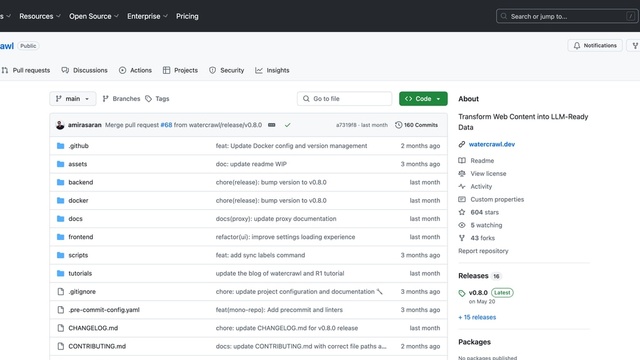 s Resources Open Source Enterprise Pricing Search or jump to... /
awl Public Notifications
Pull requests Discussions Actions Projects Security Insights
main Branches Tags Go to file Code About
Transform Web Content into LLM-Ready
Data
amirasaran Merge pull request #68 from watercrawl/release/v0.8.0 a7319f8 · last month 160 Commits
watercrawl.dev
.github feat: Update Docker config and version management 2 months ago
Readme
assets doc: update readme WIP 3 months ago
View license
backend chore(release): bump version to v0.8.0 last month
Activity
docker chore(release): bump version to v0.8.0 last month
Custom properties
604 stars
docs docs(proxy): update proxy documentation last month
5 watching
frontend refactor(ui): improve settings loading experience last month
43 forks
Report repository
scripts feat: add sync labels command 3 months ago
tutorials update the blog of watercrawl and R1 tutorial last month
Releases 16
.gitignore chore: update project configuration and documentation 3 months ago
v0.8.0 Latest
on May 20
.pre-commit-config.yaml feat(mono-repo): Add precommit and linters 3 months ago
+ 15 releases
CHANGELOG.md chore: update CHANGELOG.md for v0.8.0 release last month
CONTRIBUTING.md docs: update CONTRIBUTING.md with correct file paths a... 2 months ago
Packages
No packages published